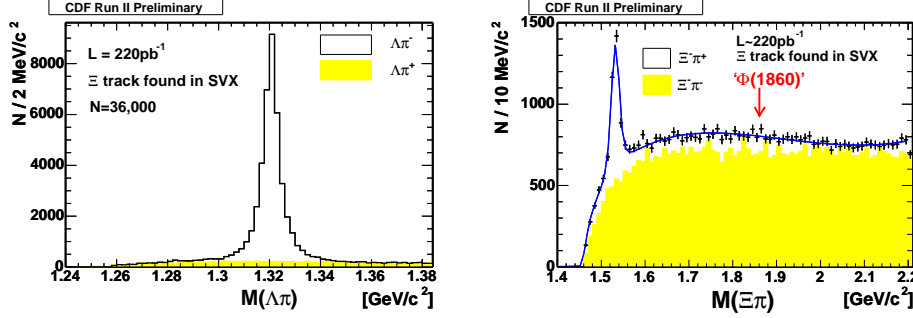 CDF Run II Preliminary
N / 2 MeV/c²
8000
6000
4000
2000
0
L = 220pb⁻¹
Ξ track found in SVX
N=36,000
Λπ⁻
Λπ⁺
1.24 1.26 1.28 1.3 1.32 1.34 1.36 1.38
M(Λπ) [GeV/c²]
CDF Run II Preliminary
N / 10 MeV/c²
1500
1000
500
0
Ξ⁻π⁺
Ξ⁻π⁻
L~220pb⁻¹
Ξ track found in SVX
‘Φ(1860)’
1.4 1.5 1.6 1.7 1.8 1.9 2 2.1 2.2
M(Ξπ) [GeV/c²]